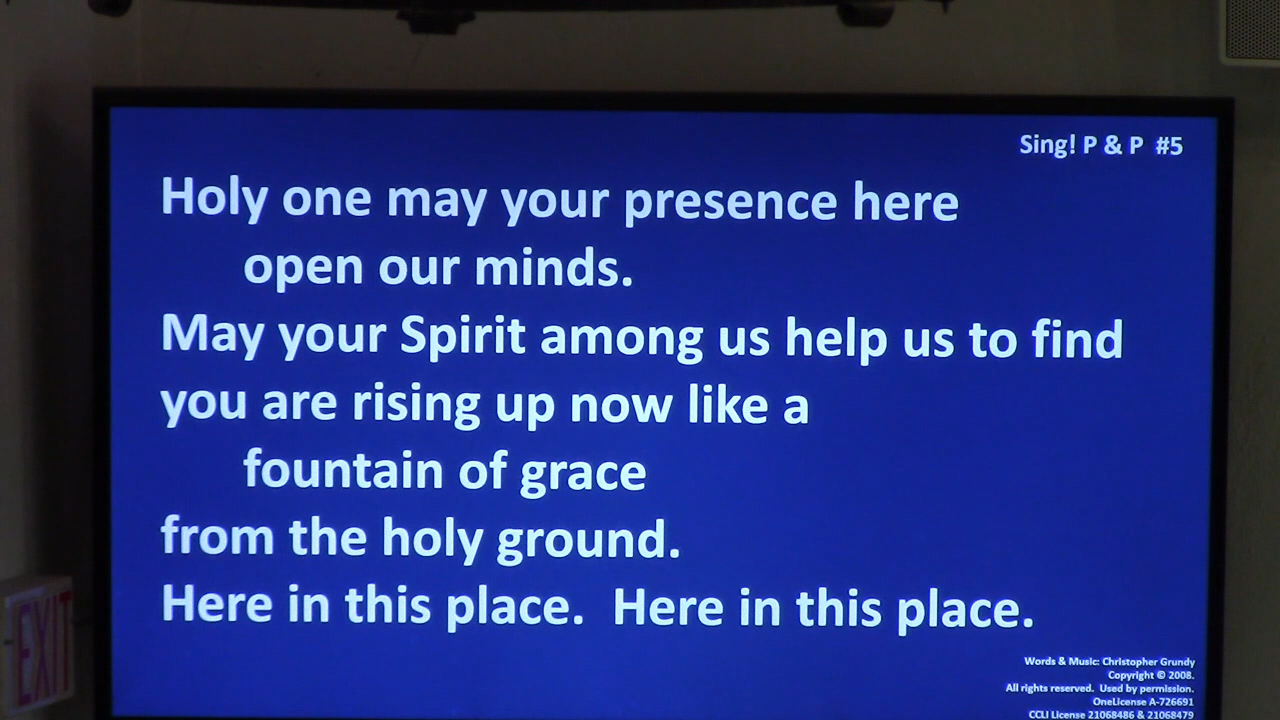 Sing! P & P #5
Holy one may your presence here
open our minds.
May your Spirit among us help us to find
you are rising up now like a
fountain of grace
from the holy ground.
Here in this place. Here in this place.
EXIT
Words & Music: Christopher Grundy
Copyright © 2008.
All rights reserved. Used by permission.
OneLicense A-726691
CCLI License 21068486 & 21068479